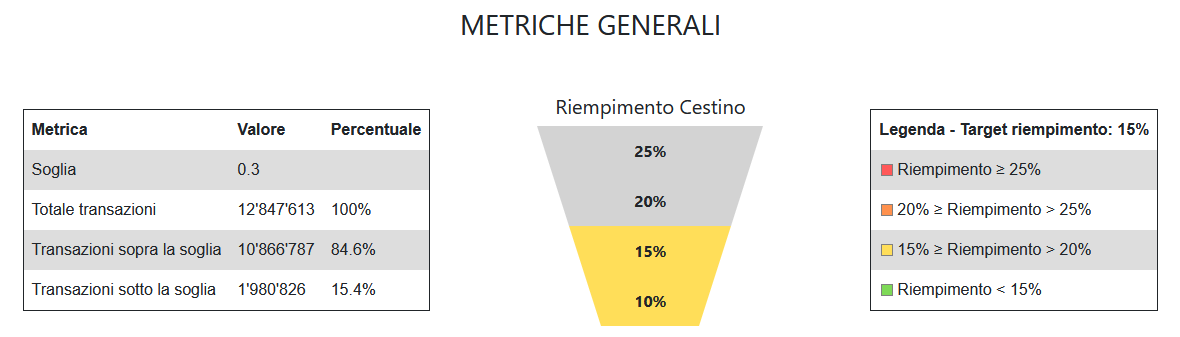 METRICHE GENERALI
Metrica Valore Percentuale
Soglia 0.3
Totale transazioni 12'847'613 100%
Transazioni sopra la soglia 10'866'787 84.6%
Transazioni sotto la soglia 1'980'826 15.4%
Riempimento Cestino
25%
20%
15%
10%
Legenda - Target riempimento: 15%
Riempimento ≥ 25%
20% ≥ Riempimento > 25%
15% ≥ Riempimento > 20%
Riempimento < 15%